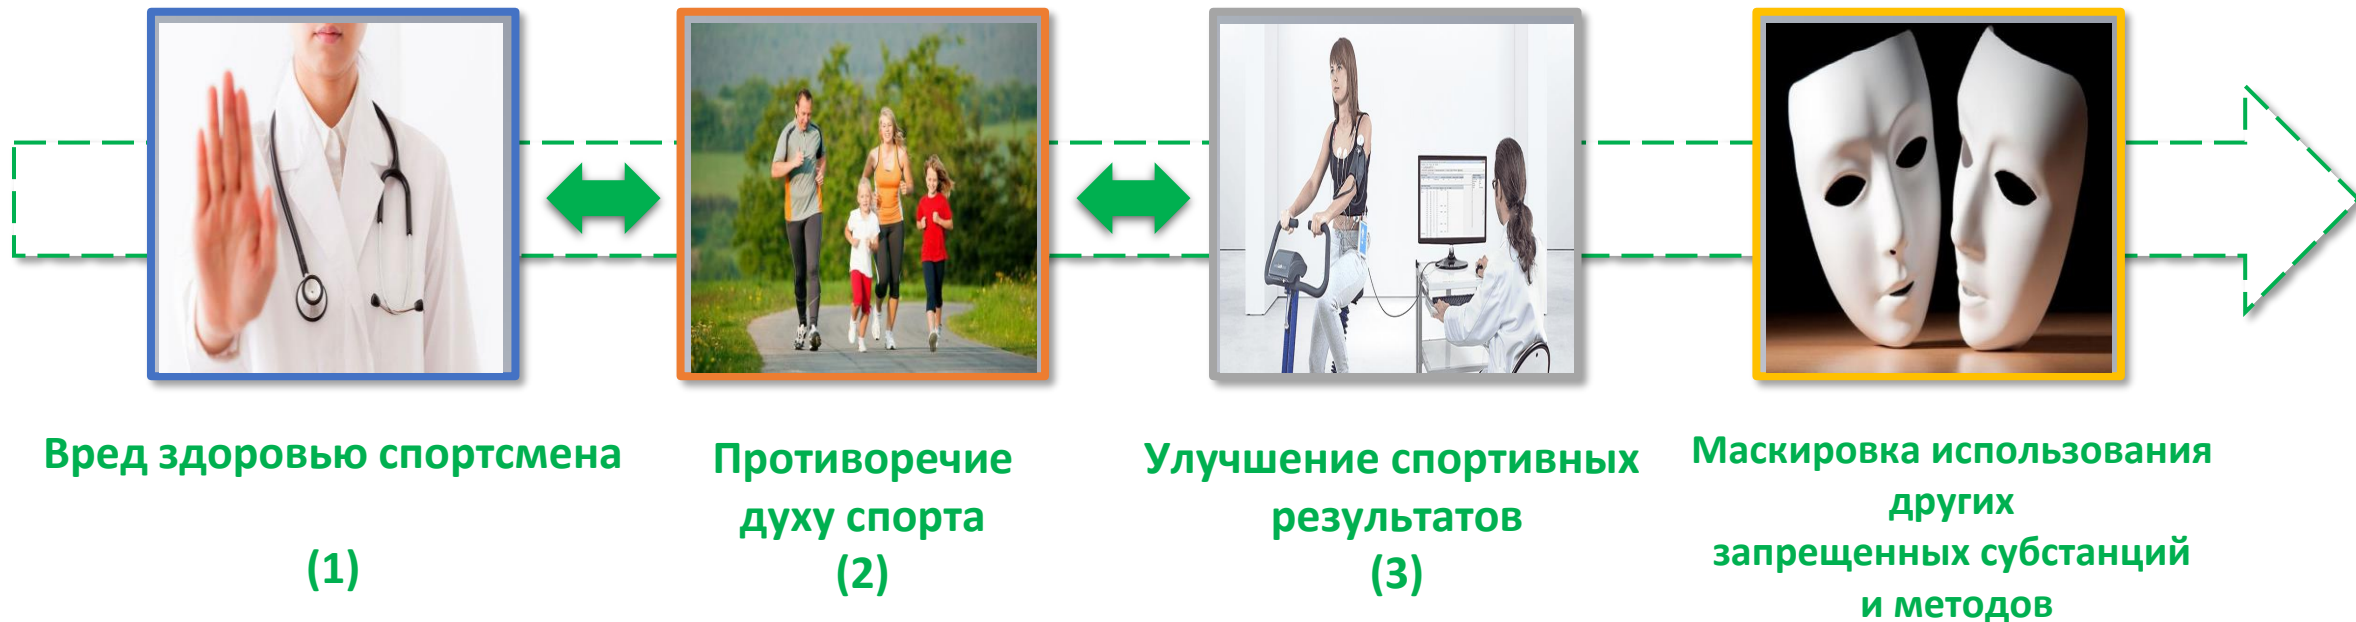 Вред здоровью спортсмена
(1)
Противоречие
духу спорта
(2)
Улучшение спортивных
результатов
(3)
Маскировка использования
других
запрещенных субстанций
и методов